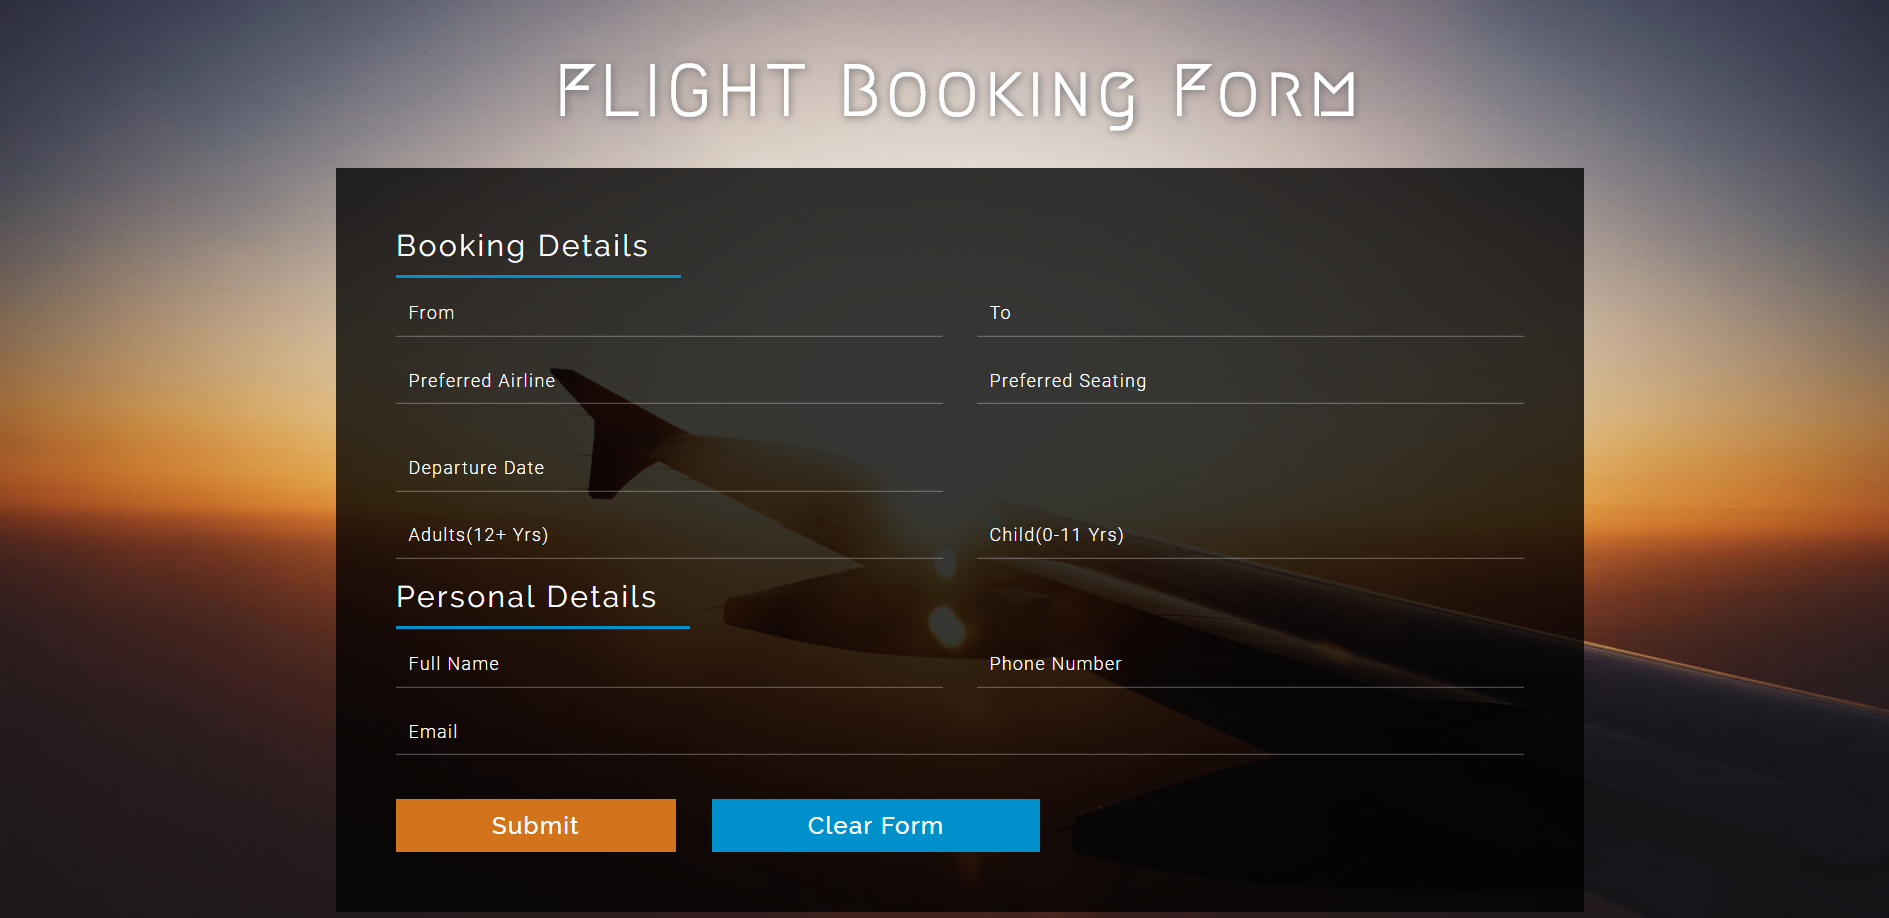 Flight Booking Form
Booking Details
From To
Preferred Airline Preferred Seating
Departure Date
Adults(12+ Yrs) Child(0-11 Yrs)
Personal Details
Full Name Phone Number
Email
Submit Clear Form